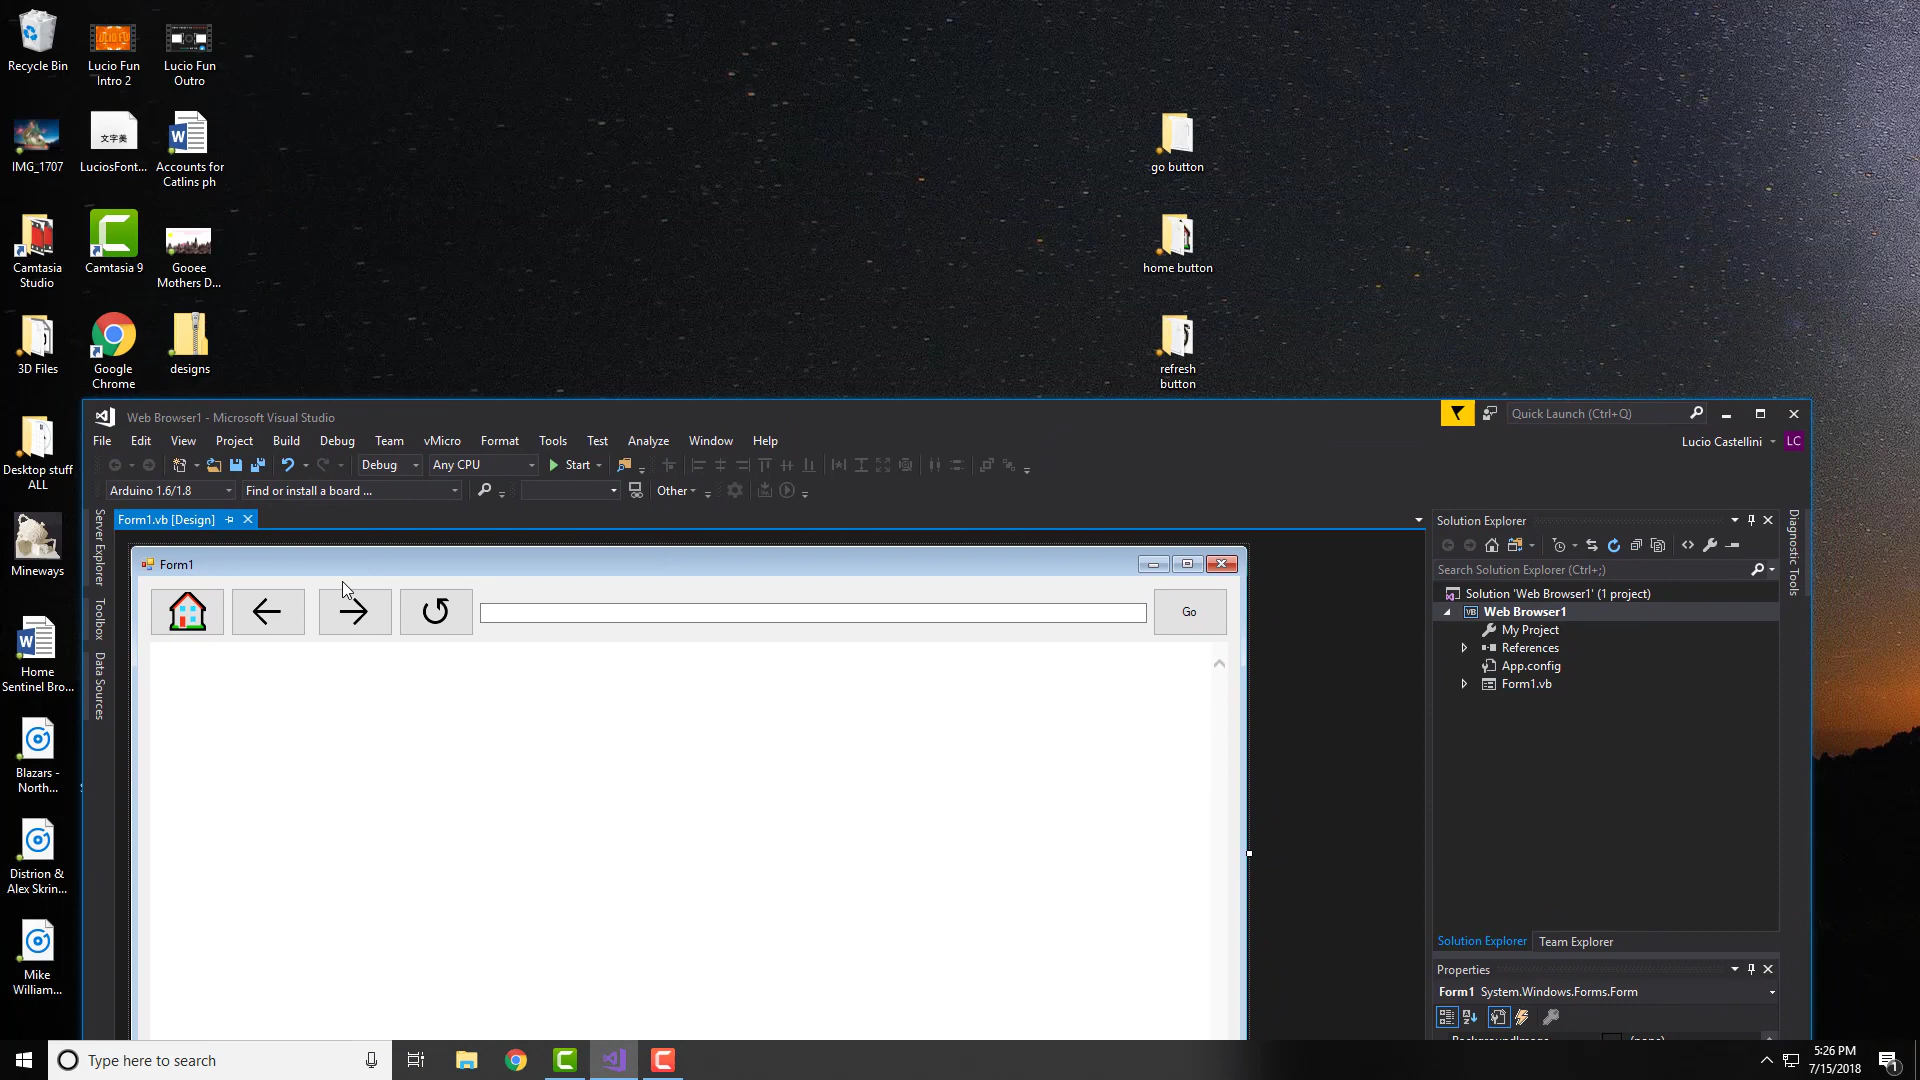 Recycle Bin
Lucio Fun
Intro 2
Lucio Fun
Outro
IMG_1707
文字美
LuciosFont...
Accounts for
Catlins ph
Camtasia
Studio
Camtasia 9
Gooee
Mothers D...
3D Files
Google
Chrome
designs
Desktop stuff
ALL
Mineways
Home
Sentinel Bro...
Blazars -
North...
Distrion &
Alex Skrin...
Mike
William...
go button
home button
refresh
button
Web Browser1 - Microsoft Visual Studio
Quick Launch (Ctrl+Q)
File Edit View Project Build Debug Team vMicro Format Tools Test Analyze Window Help
Lucio Castellini LC
Debug Any CPU Start
Arduino 1.6/1.8 Find or install a board ... Other
Server Explorer
Toolbox
Data Sources
Form1.vb [Design]
Form1
Go
Solution Explorer
Search Solution Explorer (Ctrl+;)
Solution 'Web Browser1' (1 project)
VB Web Browser1
My Project
References
App.config
Form1.vb
Solution Explorer Team Explorer
Diagnostic Tools
Properties
Form1 System.Windows.Forms.Form
Type here to search
5:26 PM
7/15/2018
1